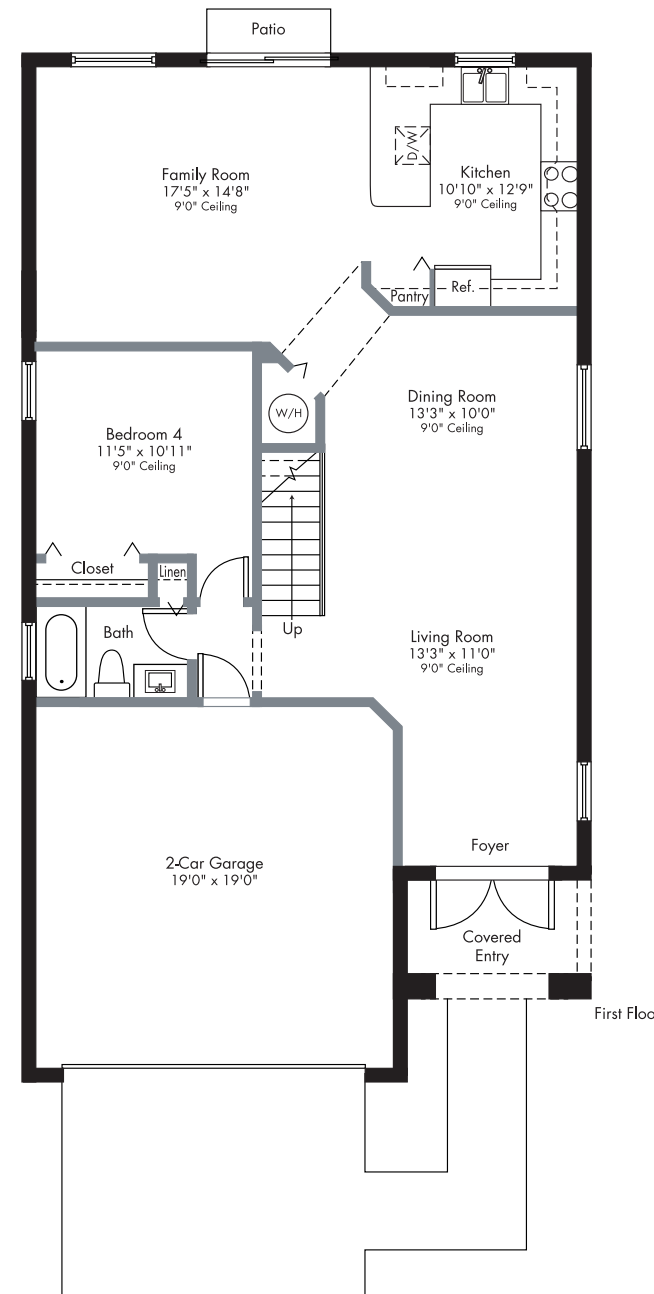 Patio
Family Room
17'5" x 14'8"
9'0" Ceiling
D/W
Kitchen
10'10" x 12'9"
9'0" Ceiling
Pantry
Ref.
W/H
Dining Room
13'3" x 10'0"
9'0" Ceiling
Bedroom 4
11'5" x 10'11"
9'0" Ceiling
Closet
Linen
Bath
Up
Living Room
13'3" x 11'0"
9'0" Ceiling
2-Car Garage
19'0" x 19'0"
Foyer
Covered
Entry
First Floo